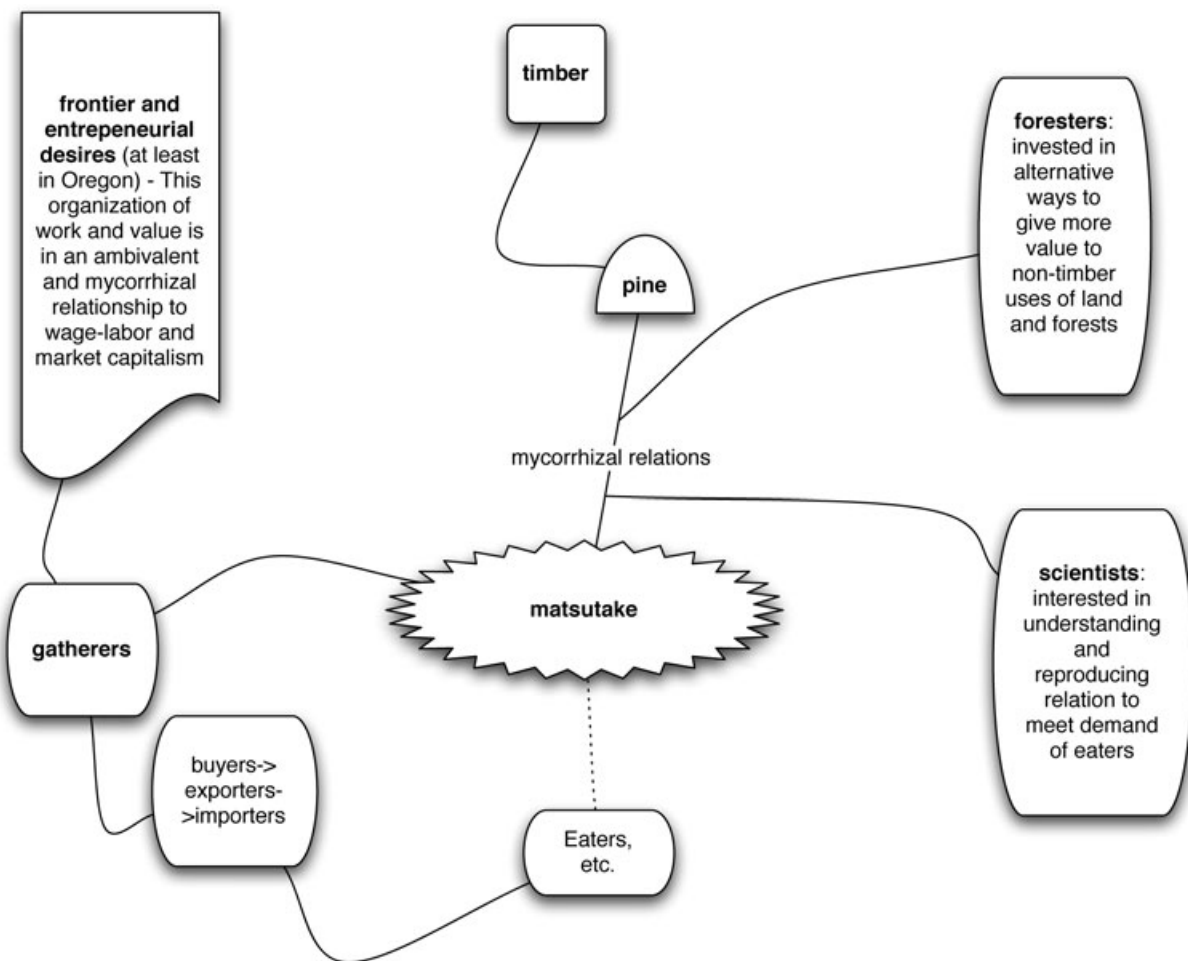 frontier and
entrepeneurial
desires (at least
in Oregon) - This
organization of
work and value is
in an ambivalent
and mycorrhizal
relationship to
wage-labor and
market capitalism
timber
foresters:
invested in
alternative
ways to
give more
value to
non-timber
uses of land
and forests
pine
mycorrhizal relations
matsutake
scientists:
interested in
understanding
and
reproducing
relation to
meet demand
of eaters
gatherers
buyers->
exporters-
>importers
Eaters,
etc.